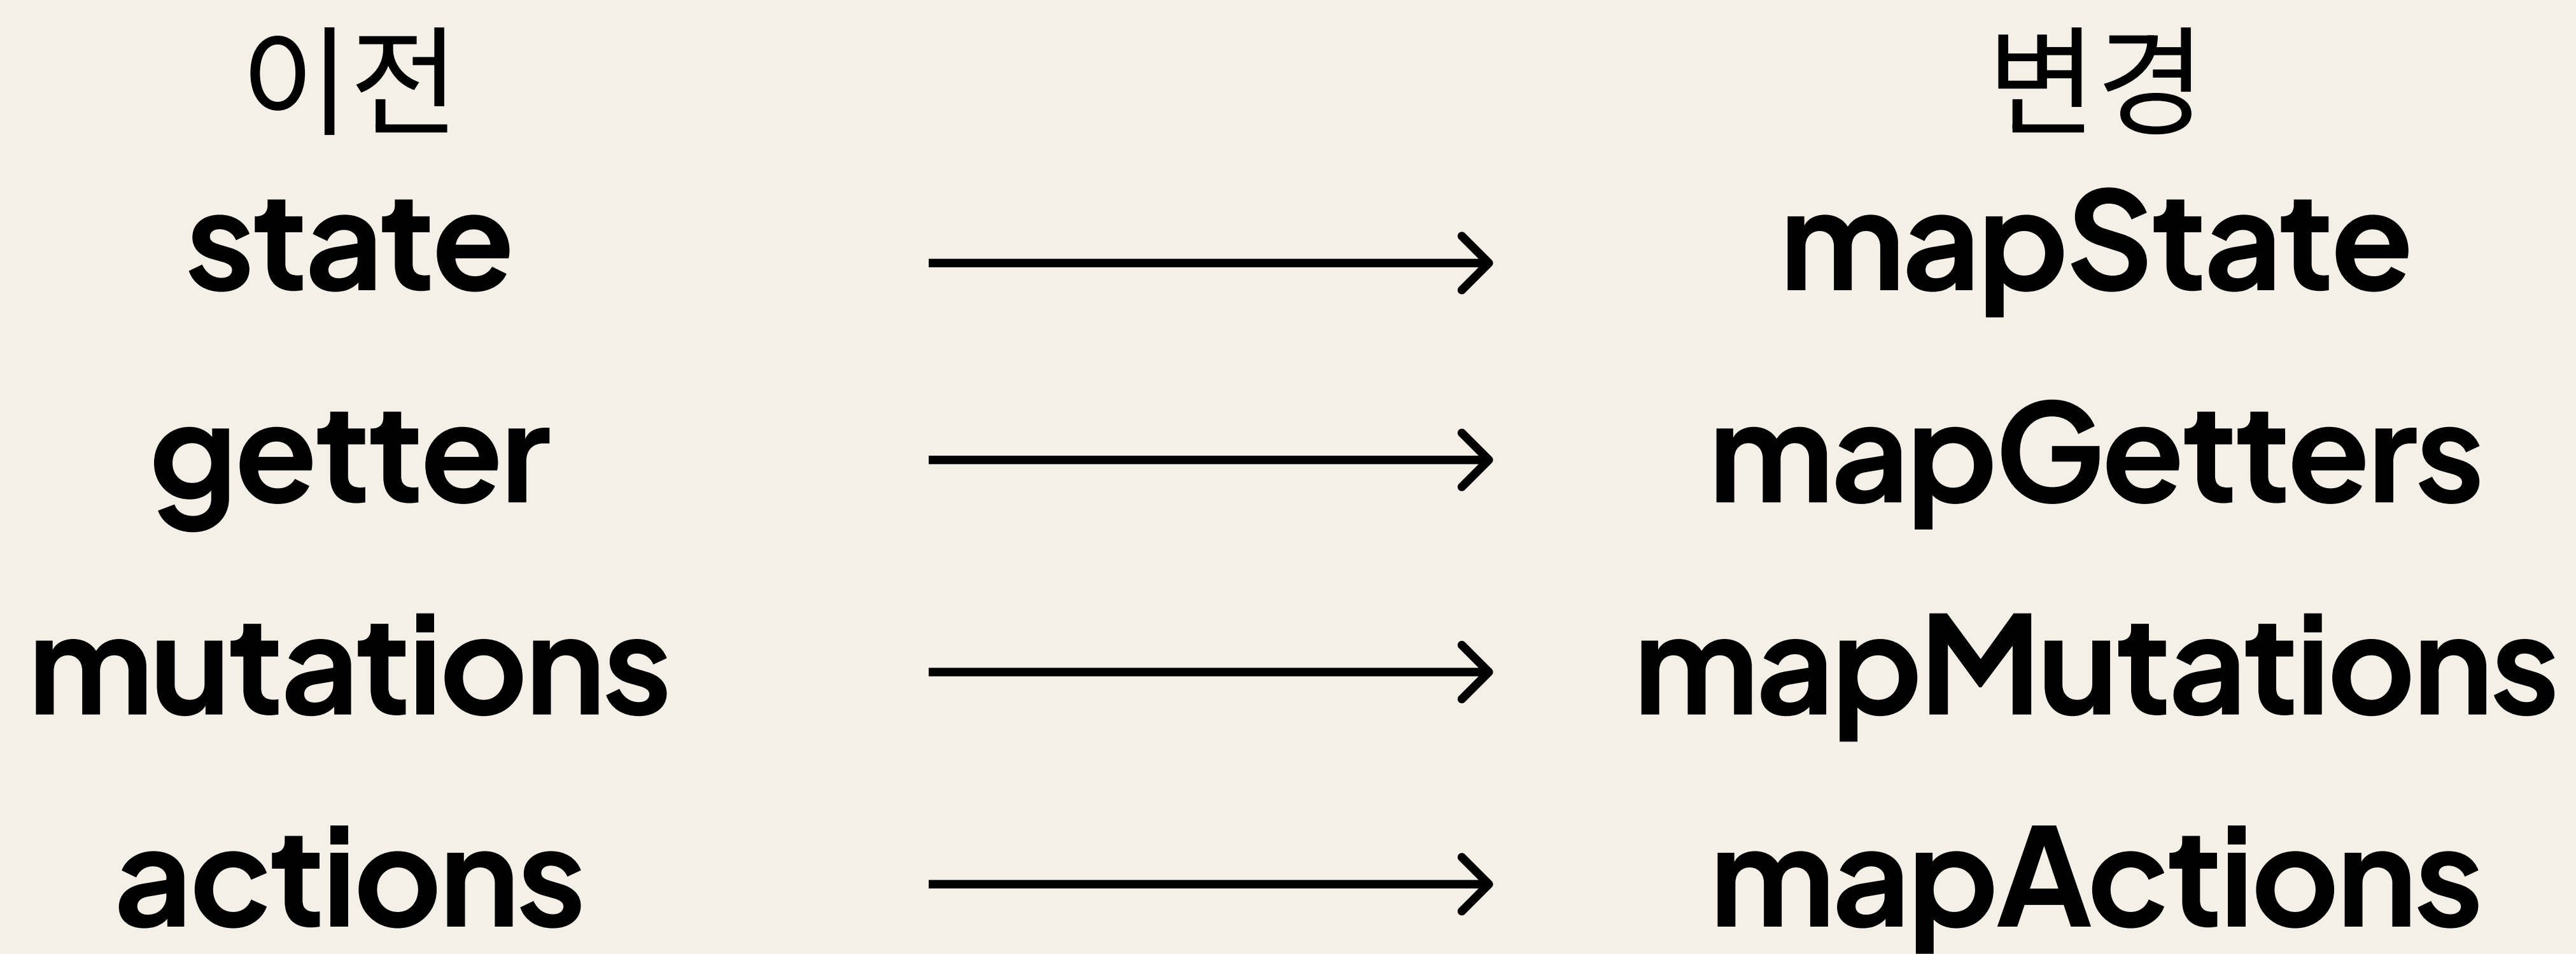 이전 변경
state mapState
getter mapGetters
mutations mapMutations
actions mapActions